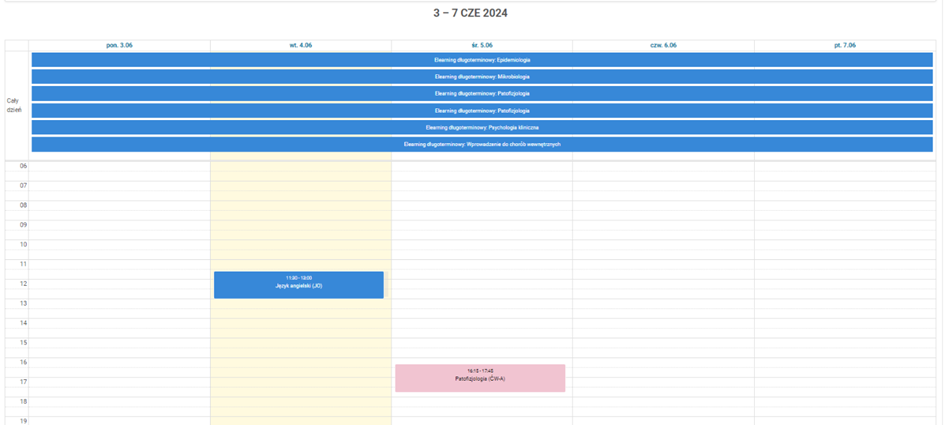 3 – 7 CZE 2024
pon. 3.06
wt. 4.06
śr. 5.06
czw. 6.06
pt. 7.06
Cały
dzień
Elearning długoterminowy: Epidemiologia
Elearning długoterminowy: Mikrobiologia
Elearning długoterminowy: Patofizjologia
Elearning długoterminowy: Patofizjologia
Elearning długoterminowy: Psychologia kliniczna
Elearning długoterminowy: Wprowadzenie do chorób wewnętrznych
06
07
08
09
10
11
11:30 - 13:00
12
Język angielski (JO)
13
14
15
16
16:15 - 17:45
17
Patofizjologia (ĆW-A)
18
19